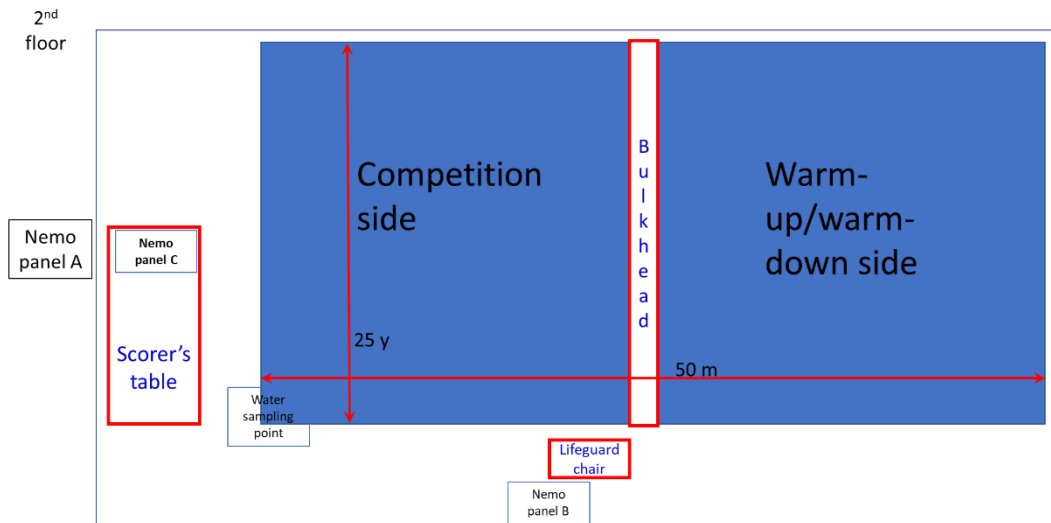 2nd
floor
Competition
side
Warm-
up/warm-
down side
Bulkhead
Nemo
panel A
Nemo
panel C
Scorer's
table
25 y
50 m
Water
sampling
point
Lifeguard
chair
Nemo
panel B